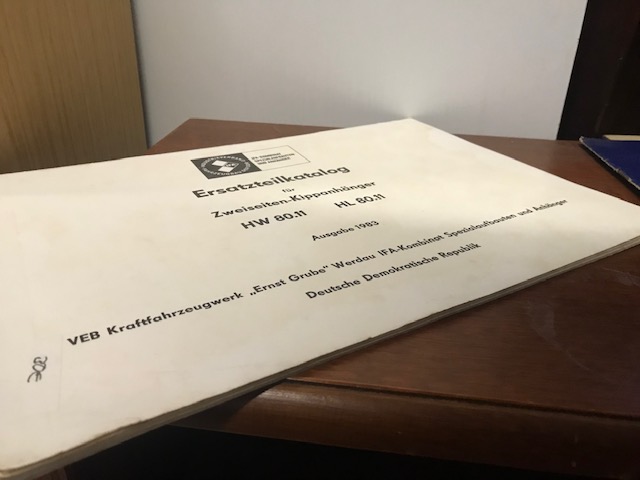 Ersatzteilkatalog
für
Zweiseiten-Kippanhänger
HW 80.11 HL 80.11
Ausgabe 1983
VEB Kraftfahrzeugwerk „Ernst Grube" Werdau IFA-Kombinat Spezialaufbauten und Anhänger
Deutsche Demokratische Republik